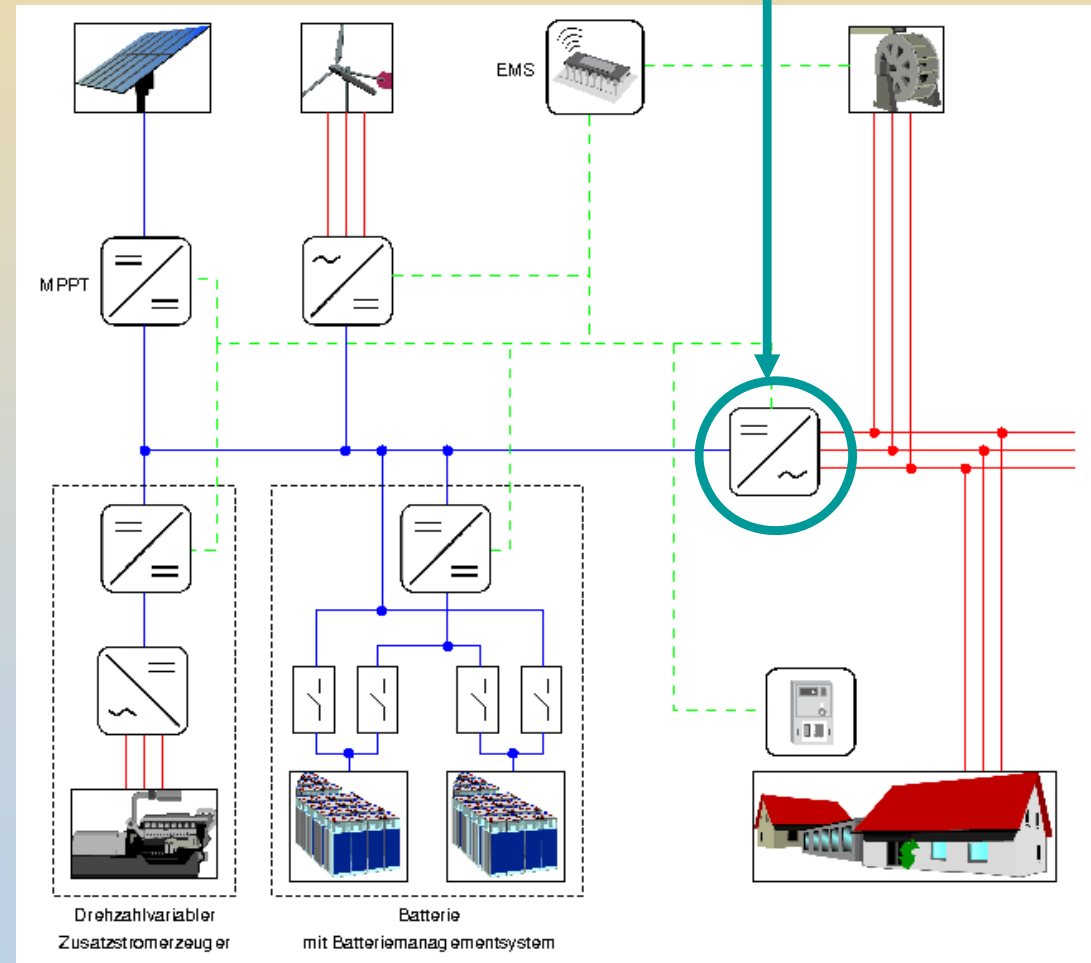 EMS
MPPT
Drehzahlvariabler
Zusatzstromerzeuger
Batterie
mit Batteriemanagementsystem